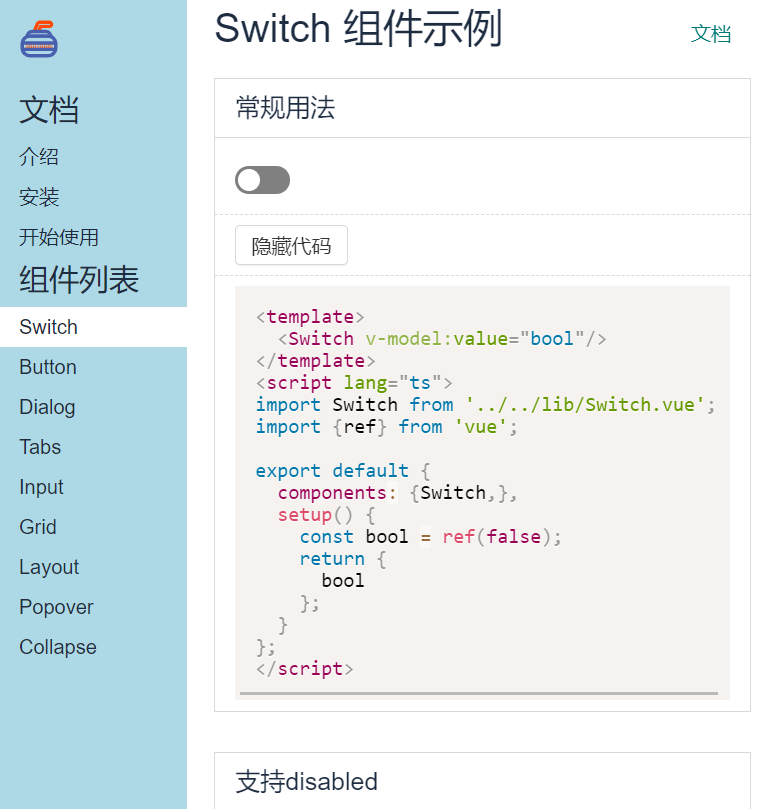 文档
介绍
安装
开始使用
组件列表
Switch
Button
Dialog
Tabs
Input
Grid
Layout
Popover
Collapse
Switch 组件示例
文档
常规用法
隐藏代码
<template>
  <Switch v-model:value="bool"/>
</template>
<script lang="ts">
import Switch from '../../lib/Switch.vue';
import {ref} from 'vue';

export default {
  components: {Switch,},
  setup() {
    const bool = ref(false);
    return {
      bool
    };
  }
};
</script>
支持disabled